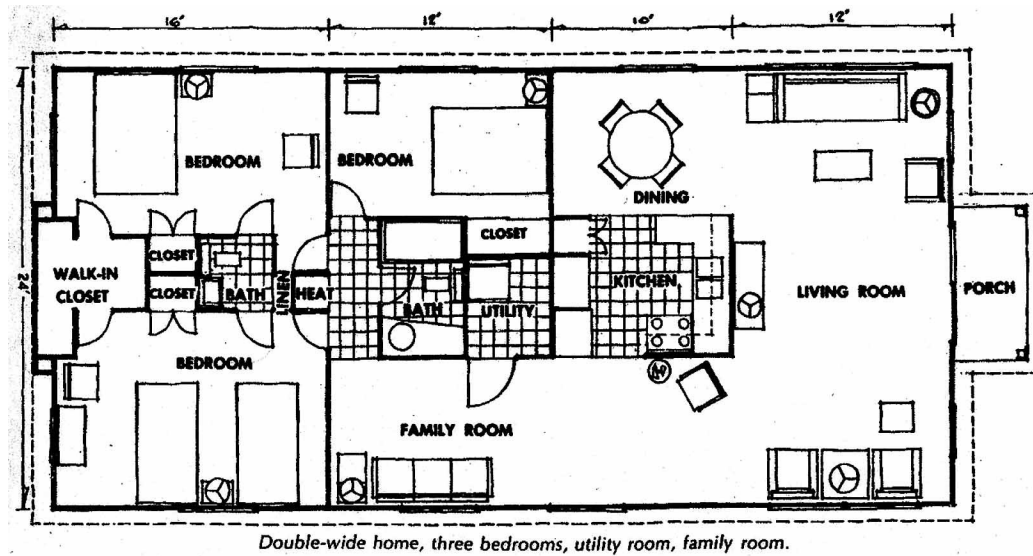 16'
12'
10'
12'
BEDROOM
BEDROOM
DINING
CLOSET
CLOSET
WALK-IN
CLOSET
24'
CLOSET
BATH
LINEN
HEAT
BATH
UTILITY
KITCHEN
LIVING ROOM
PORCH
BEDROOM
FAMILY ROOM
Double-wide home, three bedrooms, utility room, family room.